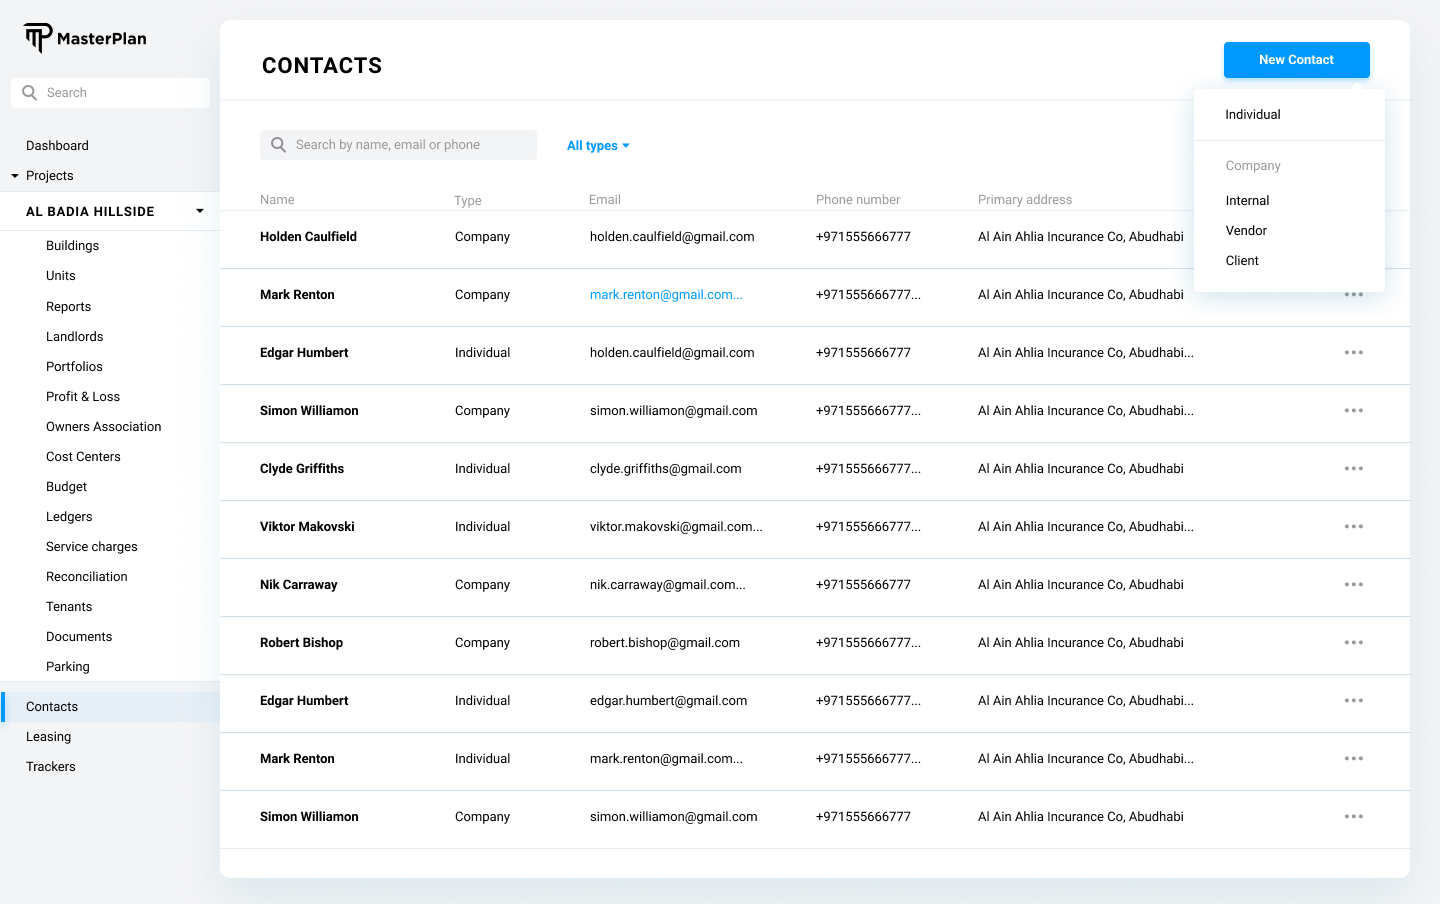 MasterPlan
Search
Dashboard
Projects
AL BADIA HILLSIDE
Buildings
Units
Reports
Landlords
Portfolios
Profit & Loss
Owners Association
Cost Centers
Budget
Ledgers
Service charges
Reconciliation
Tenants
Documents
Parking
Contacts
Leasing
Trackers
CONTACTS
New Contact
Individual
Company
Internal
Vendor
Client
Search by name, email or phone
All types
Name Type Email Phone number Primary address
Holden Caulfield Company holden.caulfield@gmail.com +971555666777 Al Ain Ahlia Incurance Co, Abudhabi
Mark Renton Company mark.renton@gmail.com... +971555666777... Al Ain Ahlia Incurance Co, Abudhabi
Edgar Humbert Individual holden.caulfield@gmail.com +971555666777 Al Ain Ahlia Incurance Co, Abudhabi...
Simon Williamon Company simon.williamon@gmail.com +971555666777... Al Ain Ahlia Incurance Co, Abudhabi...
Clyde Griffiths Individual clyde.griffiths@gmail.com +971555666777... Al Ain Ahlia Incurance Co, Abudhabi
Viktor Makovski Individual viktor.makovski@gmail.com... +971555666777... Al Ain Ahlia Incurance Co, Abudhabi...
Nik Carraway Company nik.carraway@gmail.com... +971555666777 Al Ain Ahlia Incurance Co, Abudhabi
Robert Bishop Company robert.bishop@gmail.com +971555666777... Al Ain Ahlia Incurance Co, Abudhabi
Edgar Humbert Individual edgar.humbert@gmail.com +971555666777... Al Ain Ahlia Incurance Co, Abudhabi...
Mark Renton Individual mark.renton@gmail.com... +971555666777... Al Ain Ahlia Incurance Co, Abudhabi...
Simon Williamon Company simon.williamon@gmail.com +971555666777 Al Ain Ahlia Incurance Co, Abudhabi